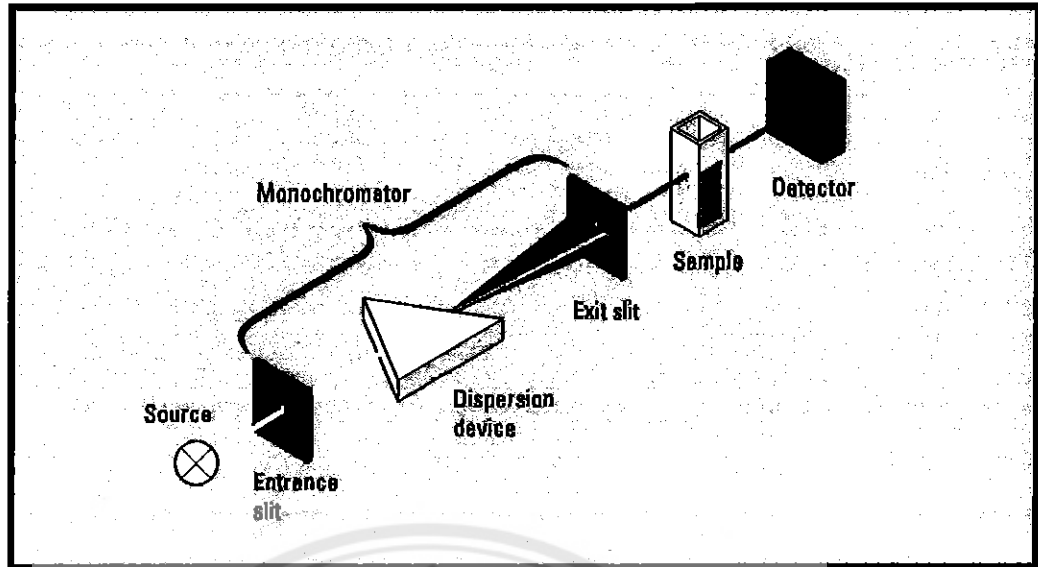 Monochromator
Detector
Sample
Exit slit
Dispersion
device
Source
Entrance
slit